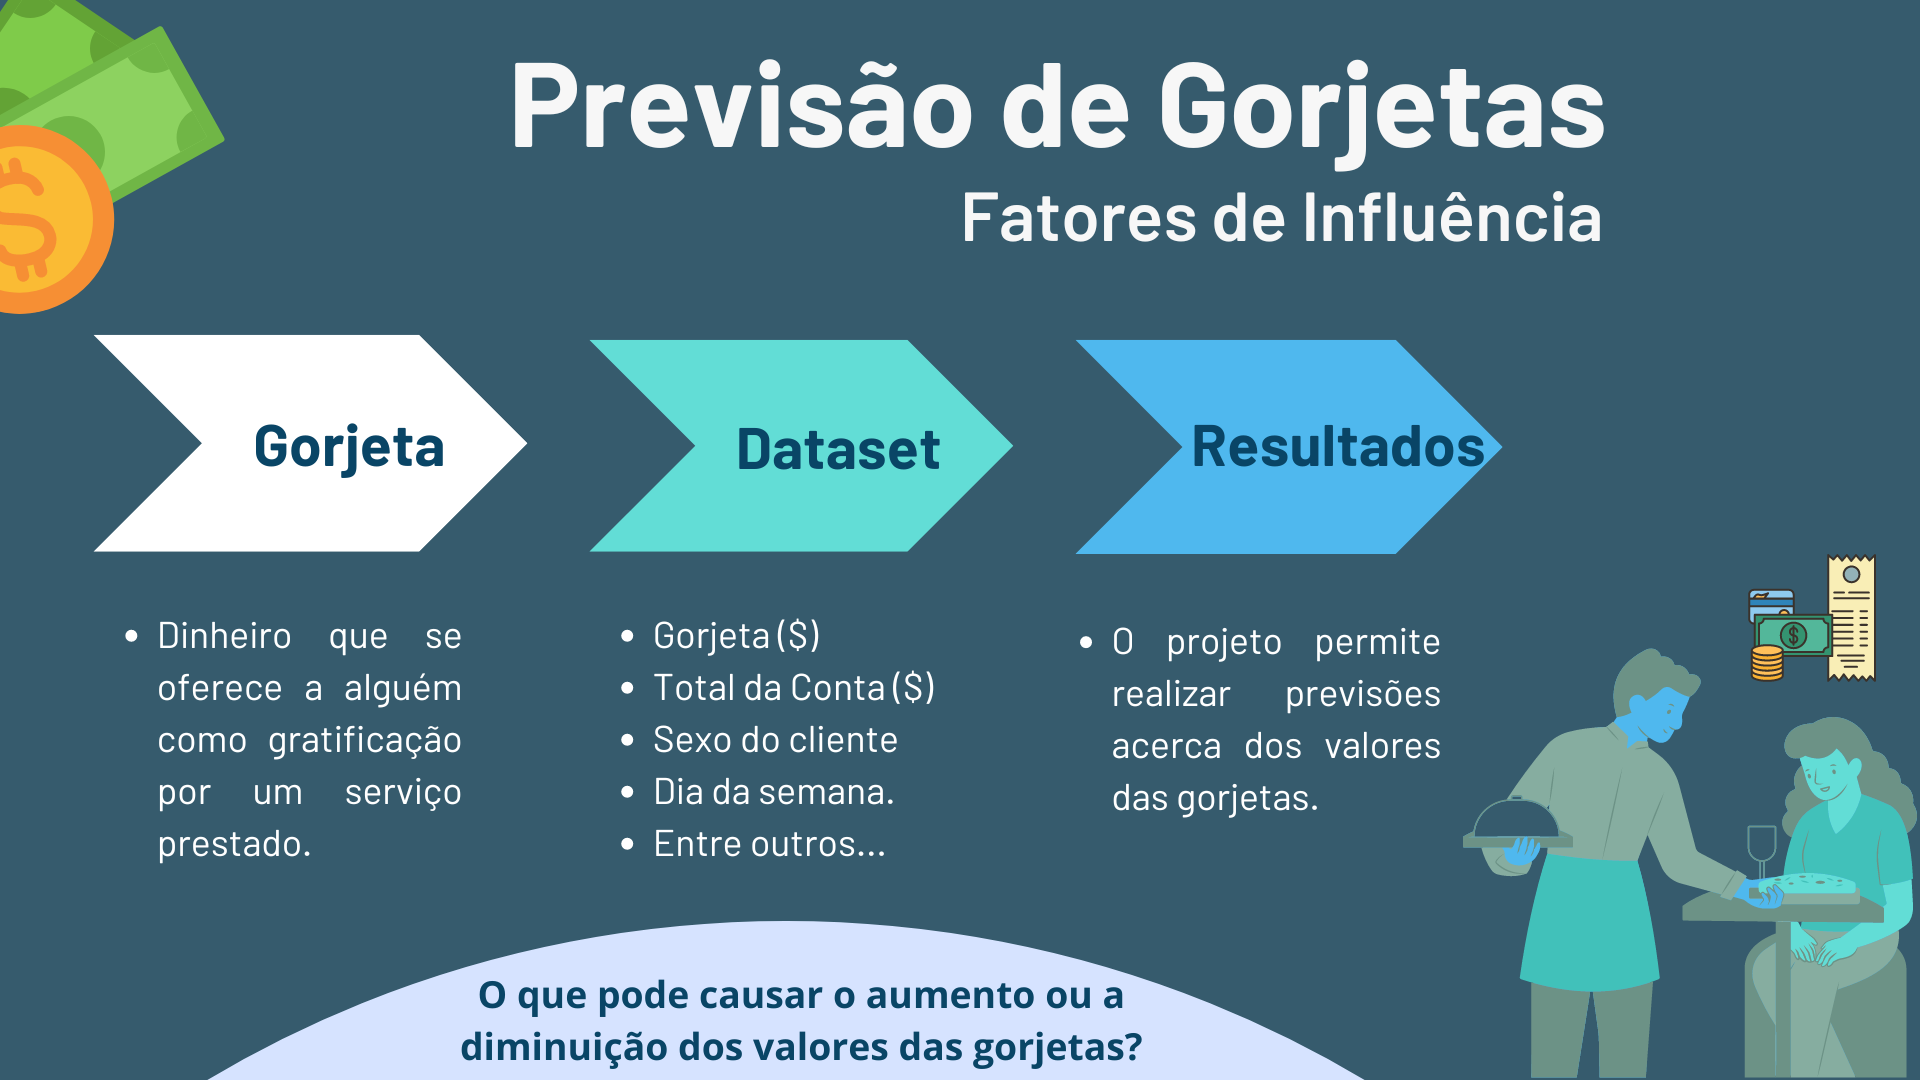 Previsão de Gorjetas
Fatores de Influência
Gorjeta
Dinheiro que se
oferece a alguém
como gratificação
por um serviço
prestado.
Dataset
Gorjeta ($)
Total da Conta ($)
Sexo do cliente
Dia da semana.
Entre outros...
Resultados
O projeto permite
realizar previsões
acerca dos valores
das gorjetas.
O que pode causar o aumento ou a
diminuição dos valores das gorjetas?